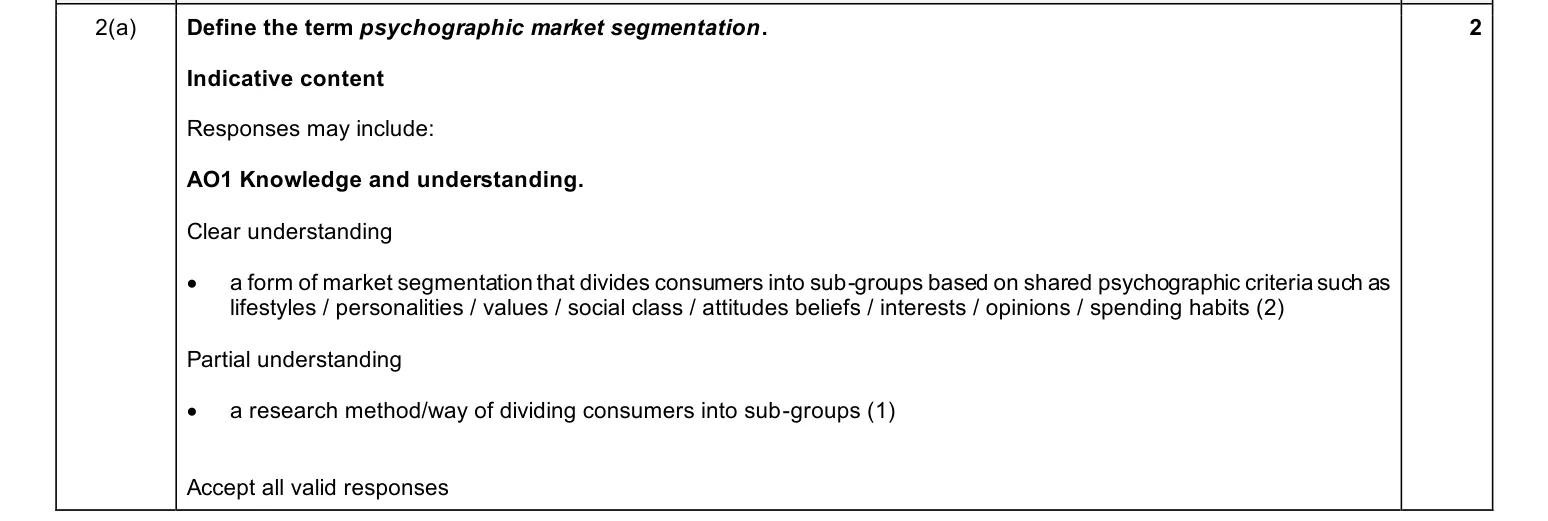 2(a) Define the term psychographic market segmentation. 2
Indicative content
Responses may include:
AO1 Knowledge and understanding.
Clear understanding
• a form of market segmentation that divides consumers into sub-groups based on shared psychographic criteria such as
lifestyles / personalities / values / social class / attitudes beliefs / interests / opinions / spending habits (2)
Partial understanding
• a research method/way of dividing consumers into sub-groups (1)
Accept all valid responses